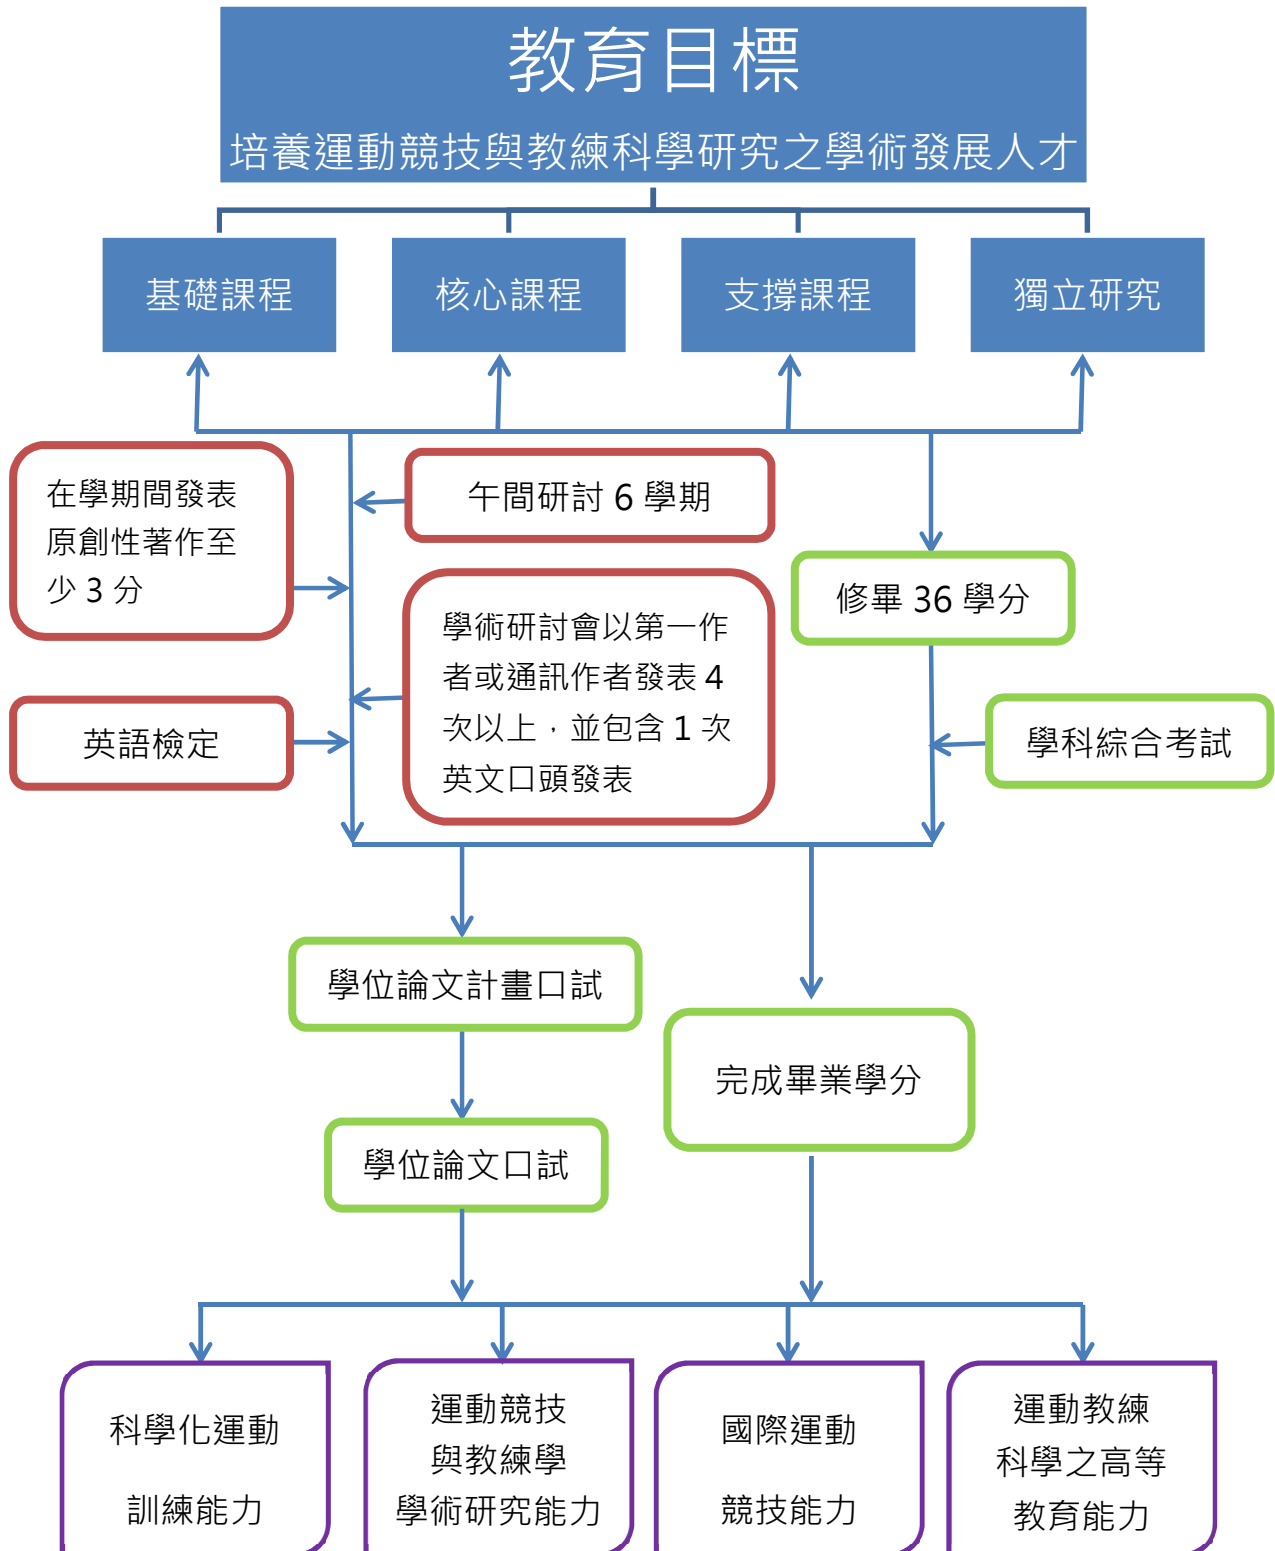 教育目標
培養運動競技與教練科學研究之學術發展人才
基礎課程
核心課程
支撐課程
獨立研究
在學期間發表
原創性著作至
少 3 分
午間研討 6 學期
修畢 36 學分
學術研討會以第一作
者或通訊作者發表 4
次以上，並包含 1 次
英文口頭發表
英語檢定
學科綜合考試
學位論文計畫口試
完成畢業學分
學位論文口試
科學化運動
訓練能力
運動競技
與教練學
學術研究能力
國際運動
競技能力
運動教練
科學之高等
教育能力